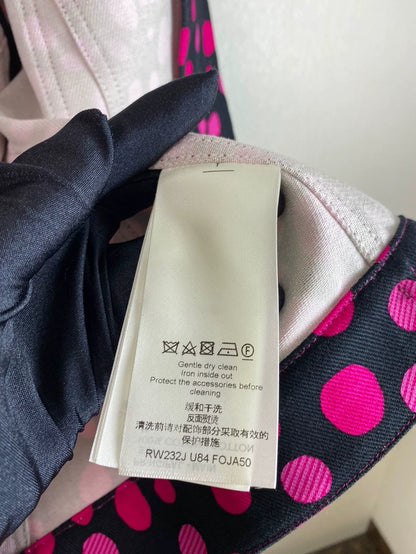 F
Gentle dry clean
Iron inside out
Protect the accessories before
cleaning
缓和干洗
反面熨烫
清洗前请对配饰部分采取有效的
保护措施
RW232J U84 FOJA50